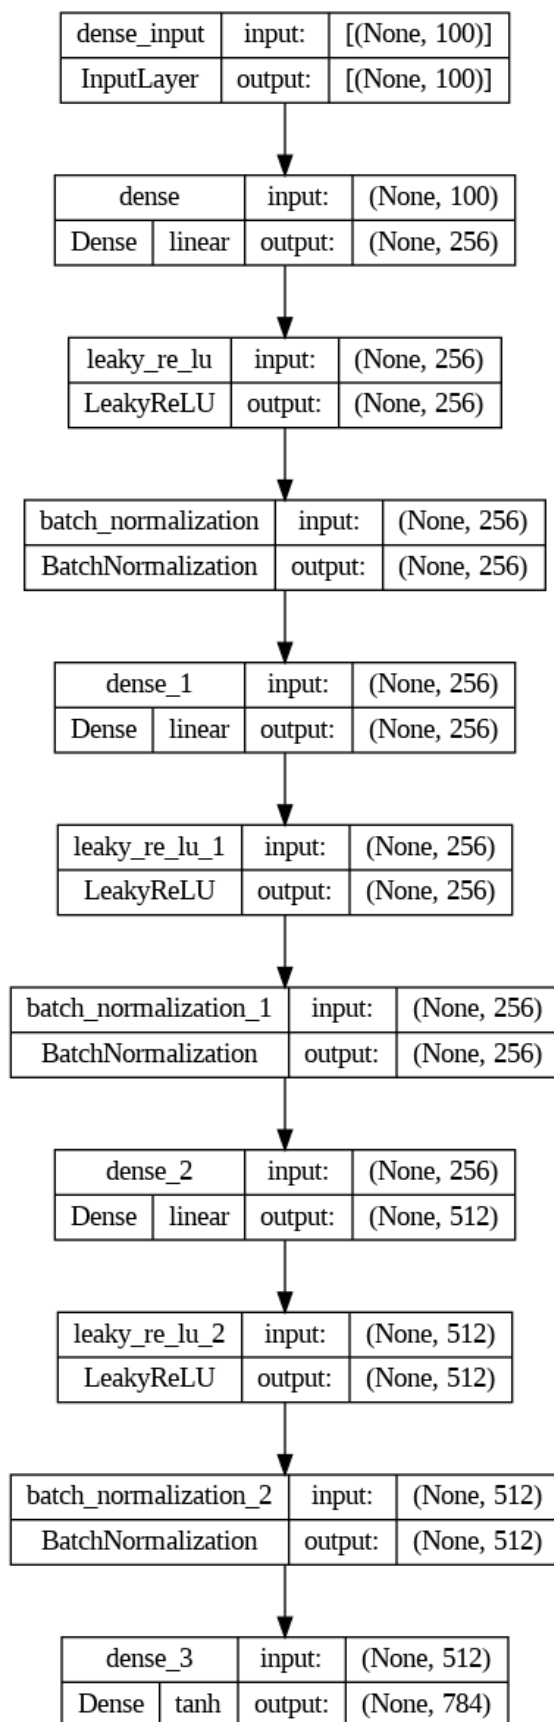 dense_input input: [(None, 100)]
InputLayer output: [(None, 100)]
dense input: (None, 100)
Dense linear output: (None, 256)
leaky_re_lu input: (None, 256)
LeakyReLU output: (None, 256)
batch_normalization input: (None, 256)
BatchNormalization output: (None, 256)
dense_1 input: (None, 256)
Dense linear output: (None, 256)
leaky_re_lu_1 input: (None, 256)
LeakyReLU output: (None, 256)
batch_normalization_1 input: (None, 256)
BatchNormalization output: (None, 256)
dense_2 input: (None, 256)
Dense linear output: (None, 512)
leaky_re_lu_2 input: (None, 512)
LeakyReLU output: (None, 512)
batch_normalization_2 input: (None, 512)
BatchNormalization output: (None, 512)
dense_3 input: (None, 512)
Dense tanh output: (None, 784)